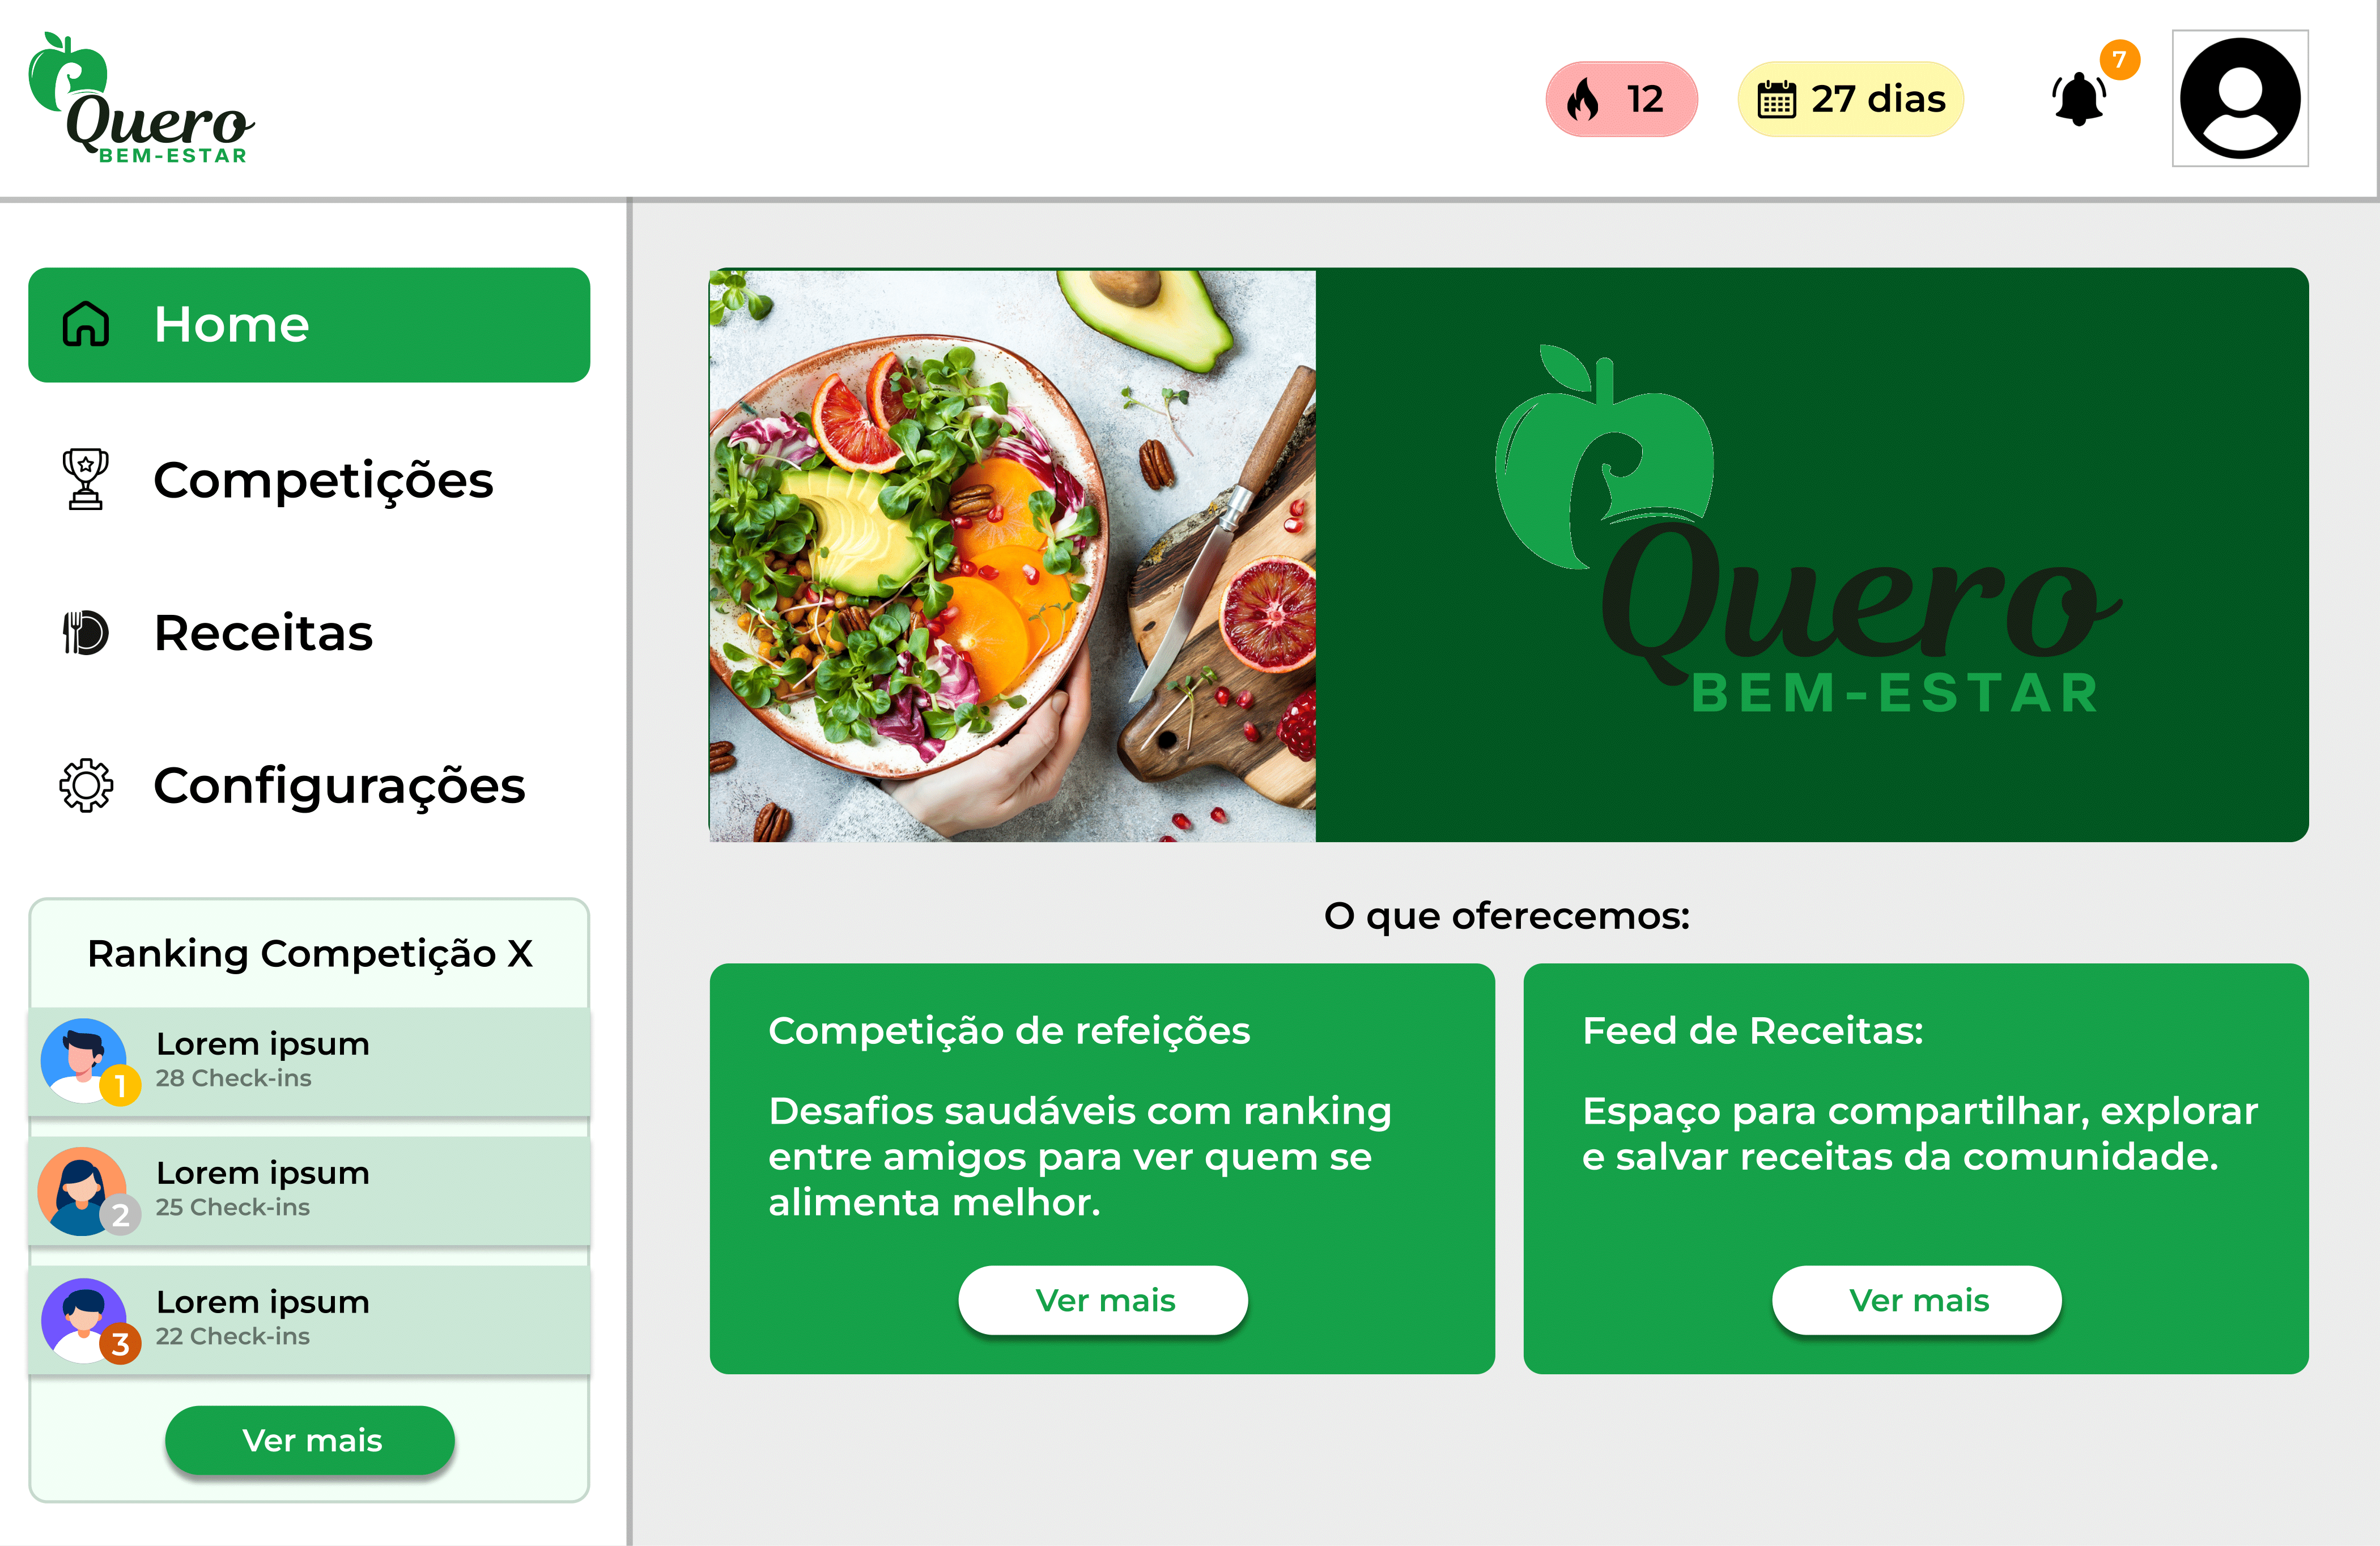 Quero
BEM-ESTAR
12
27 dias
7
Home
Competições
Receitas
Configurações
Ranking Competição X
Lorem ipsum
28 Check-ins
1
Lorem ipsum
25 Check-ins
2
Lorem ipsum
22 Check-ins
3
Ver mais
Quero
BEM-ESTAR
O que oferecemos:
Competição de refeições
Desafios saudáveis com ranking
entre amigos para ver quem se
alimenta melhor.
Ver mais
Feed de Receitas:
Espaço para compartilhar, explorar
e salvar receitas da comunidade.
Ver mais